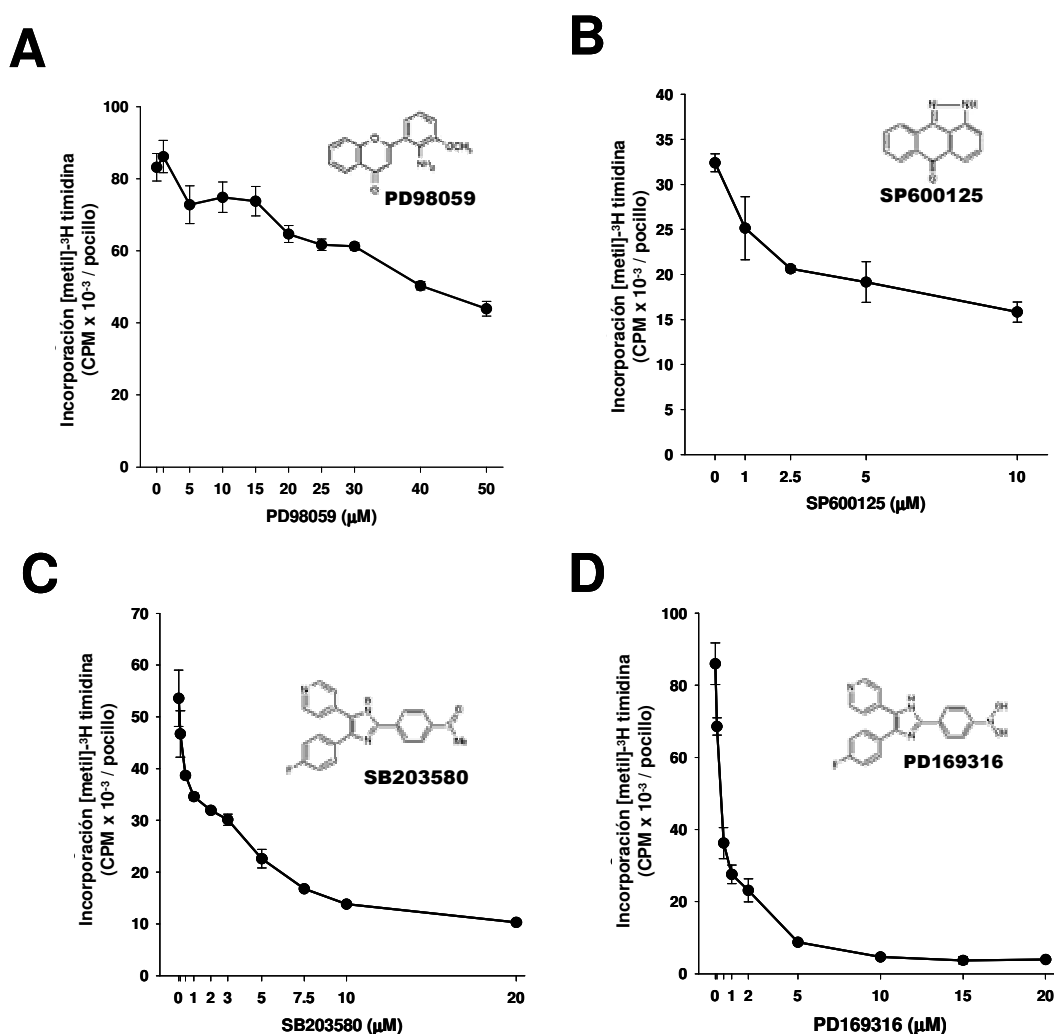 A
Incorporación [metil]-³H timidina
(CPM x 10⁻³ / pocillo)
100
80
60
40
20
0
PD98059
0 5 10 15 20 25 30 40 50
PD98059 (µM)
B
Incorporación [metil]-³H timidina
(CPM x 10⁻³ / pocillo)
40
35
30
25
20
15
10
5
0
SP600125
0 1 2.5 5 10
SP600125 (µM)
C
Incorporación [metil]-³H timidina
(CPM x 10⁻³ / pocillo)
70
60
50
40
30
20
10
0
SB203580
0 1 2 3 5 7.5 10 20
SB203580 (µM)
D
Incorporación [metil]-³H timidina
(CPM x 10⁻³ / pocillo)
100
80
60
40
20
0
PD169316
0 1 2 5 10 15 20
PD169316 (µM)